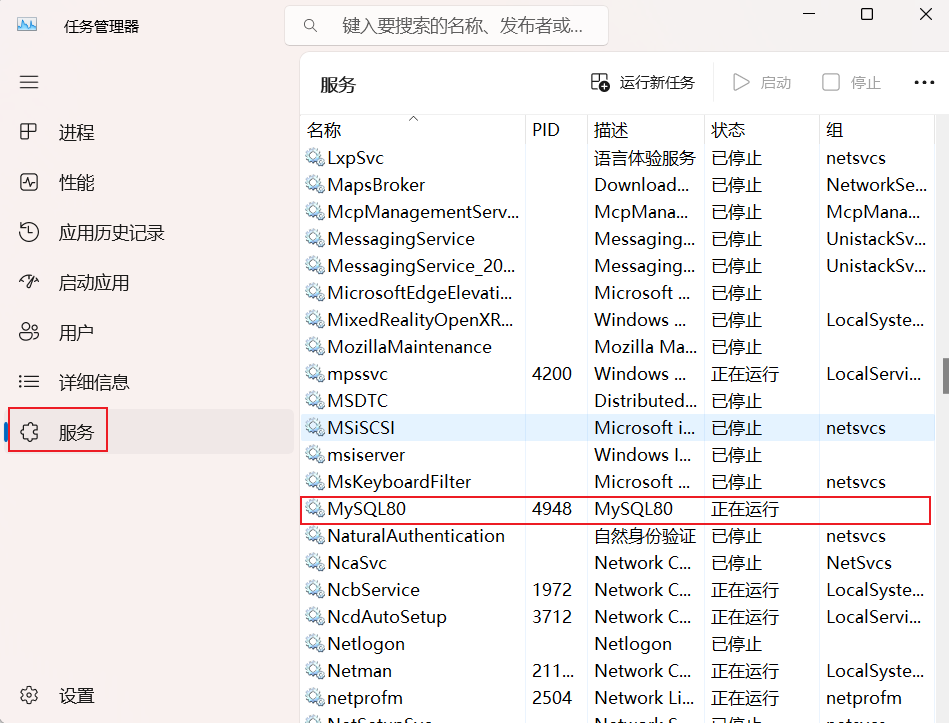 任务管理器
键入要搜索的名称、发布者或...
服务
运行新任务
启动
停止
进程
性能
应用历史记录
启动应用
用户
详细信息
服务
设置
名称 PID 描述 状态 组
LxpSvc 语言体验服务 已停止 netsvcs
MapsBroker Download... 已停止 NetworkSe...
McpManagementServ... McpMana... 已停止 McpMana...
MessagingService Messaging... 已停止 UnistackSv...
MessagingService_20... Messaging... 已停止 UnistackSv...
MicrosoftEdgeElevati... Microsoft ... 已停止
MixedRealityOpenXR... Windows ... 已停止 LocalSyste...
MozillaMaintenance Mozilla Ma... 已停止
mpssvc 4200 Windows ... 正在运行 LocalServi...
MSDTC Distributed... 已停止
MSiSCSI Microsoft i... 已停止 netsvcs
msiserver Windows I... 已停止
MsKeyboardFilter Microsoft ... 已停止 netsvcs
MySQL80 4948 MySQL80 正在运行
NaturalAuthentication 自然身份验证 已停止 netsvcs
NcaSvc Network C... 已停止 NetSvcs
NcbService 1972 Network C... 正在运行 LocalSyste...
NcdAutoSetup 3712 Network C... 正在运行 LocalServi...
Netlogon Netlogon 已停止
Netman 211... Network C... 正在运行 LocalSyste...
netprofm 2504 Network Li... 正在运行 netprofm